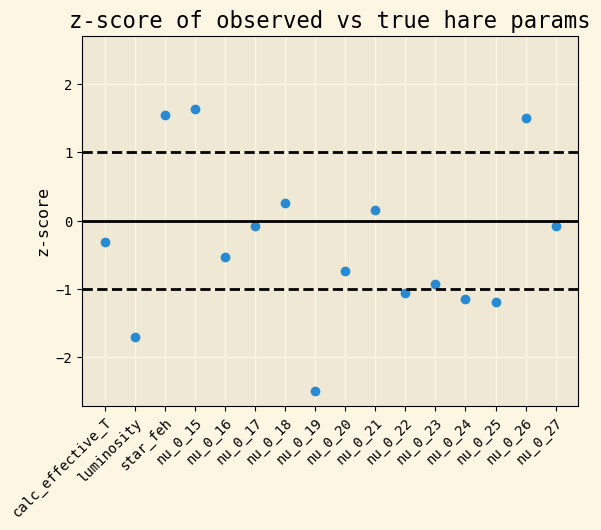 z-score of observed vs true hare params
z-score
2
1
0
−1
−2
calc_effective_T
luminosity
star_feh
nu_0_15
nu_0_16
nu_0_17
nu_0_18
nu_0_19
nu_0_20
nu_0_21
nu_0_22
nu_0_23
nu_0_24
nu_0_25
nu_0_26
nu_0_27